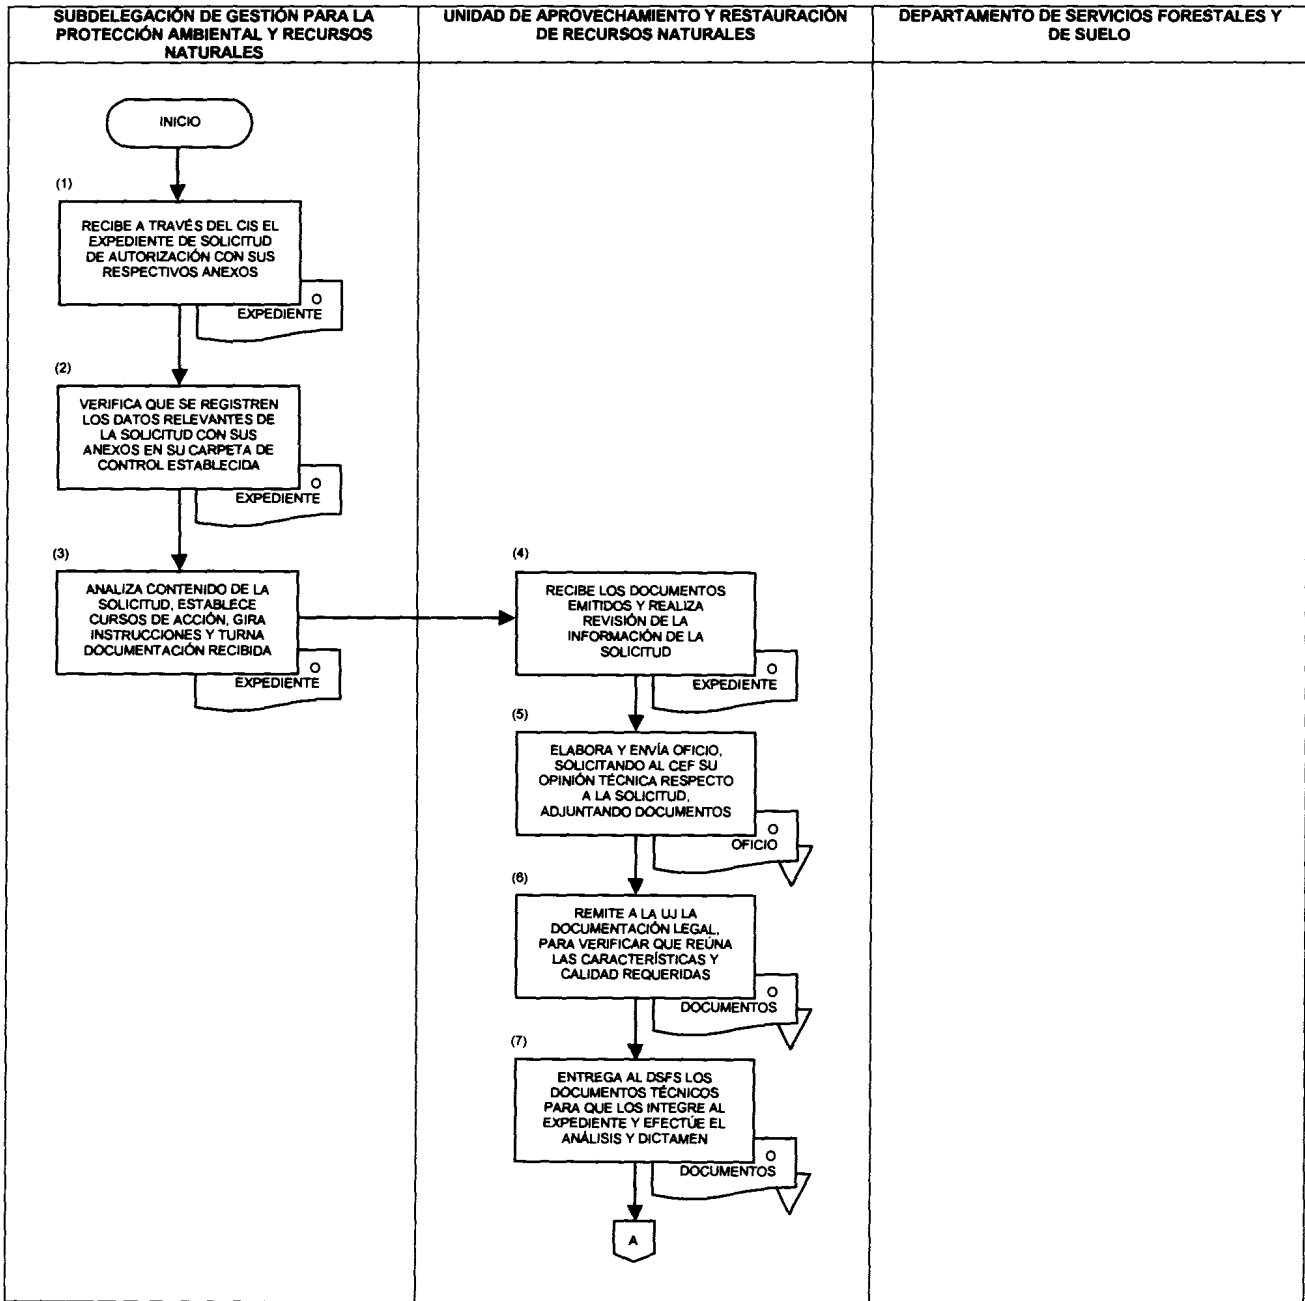 SUBDELEGACIÓN DE GESTIÓN PARA LA
PROTECCIÓN AMBIENTAL Y RECURSOS
NATURALES
UNIDAD DE APROVECHAMIENTO Y RESTAURACIÓN
DE RECURSOS NATURALES
DEPARTAMENTO DE SERVICIOS FORESTALES Y
DE SUELO
INICIO
(1)
RECIBE A TRAVÉS DEL CIS EL
EXPEDIENTE DE SOLICITUD
DE AUTORIZACIÓN CON SUS
RESPECTIVOS ANEXOS
O
EXPEDIENTE
(2)
VERIFICA QUE SE REGISTREN
LOS DATOS RELEVANTES DE
LA SOLICITUD CON SUS
ANEXOS EN SU CARPETA DE
CONTROL ESTABLECIDA
O
EXPEDIENTE
(3)
ANALIZA CONTENIDO DE LA
SOLICITUD, ESTABLECE
CURSOS DE ACCIÓN, GIRA
INSTRUCCIONES Y TURNA
DOCUMENTACIÓN RECIBIDA
O
EXPEDIENTE
(4)
RECIBE LOS DOCUMENTOS
EMITIDOS Y REALIZA
REVISIÓN DE LA
INFORMACIÓN DE LA
SOLICITUD
O
EXPEDIENTE
(5)
ELABORA Y ENVÍA OFICIO,
SOLICITANDO AL CEF SU
OPINIÓN TÉCNICA RESPECTO
A LA SOLICITUD,
ADJUNTANDO DOCUMENTOS
O
OFICIO
(6)
REMITE A LA UJ LA
DOCUMENTACIÓN LEGAL,
PARA VERIFICAR QUE REÚNA
LAS CARACTERÍSTICAS Y
CALIDAD REQUERIDAS
O
DOCUMENTOS
(7)
ENTREGA AL DSFS LOS
DOCUMENTOS TÉCNICOS
PARA QUE LOS INTEGRE AL
EXPEDIENTE Y EFECTÚE EL
ANÁLISIS Y DICTAMEN
O
DOCUMENTOS
A